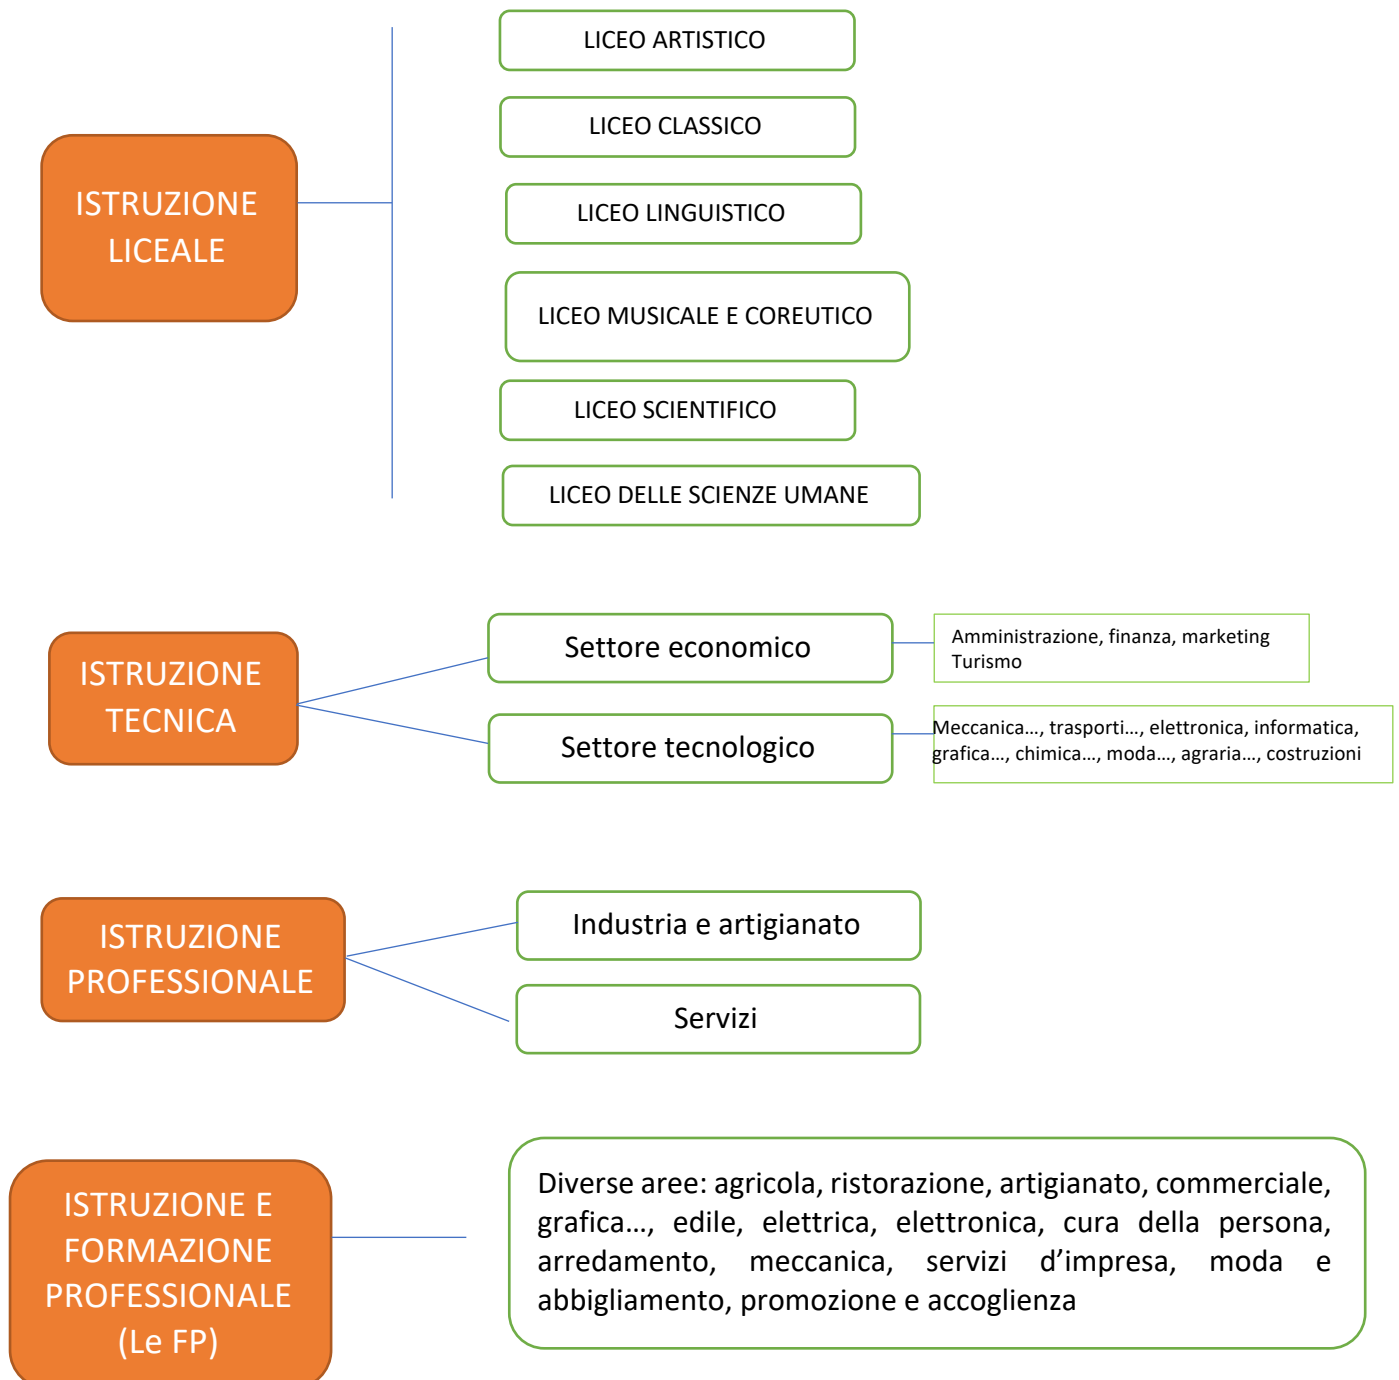 LICEO ARTISTICO
LICEO CLASSICO
ISTRUZIONE
LICEALE
LICEO LINGUISTICO
LICEO MUSICALE E COREUTICO
LICEO SCIENTIFICO
LICEO DELLE SCIENZE UMANE
ISTRUZIONE
TECNICA
Settore economico
Amministrazione, finanza, marketing
Turismo
Settore tecnologico
Meccanica…, trasporti…, elettronica, informatica,
grafica…, chimica…, moda…, agraria…, costruzioni
ISTRUZIONE
PROFESSIONALE
Industria e artigianato
Servizi
ISTRUZIONE E
FORMAZIONE
PROFESSIONALE
(Le FP)
Diverse aree: agricola, ristorazione, artigianato, commerciale,
grafica…, edile, elettrica, elettronica, cura della persona,
arredamento, meccanica, servizi d’impresa, moda e
abbigliamento, promozione e accoglienza